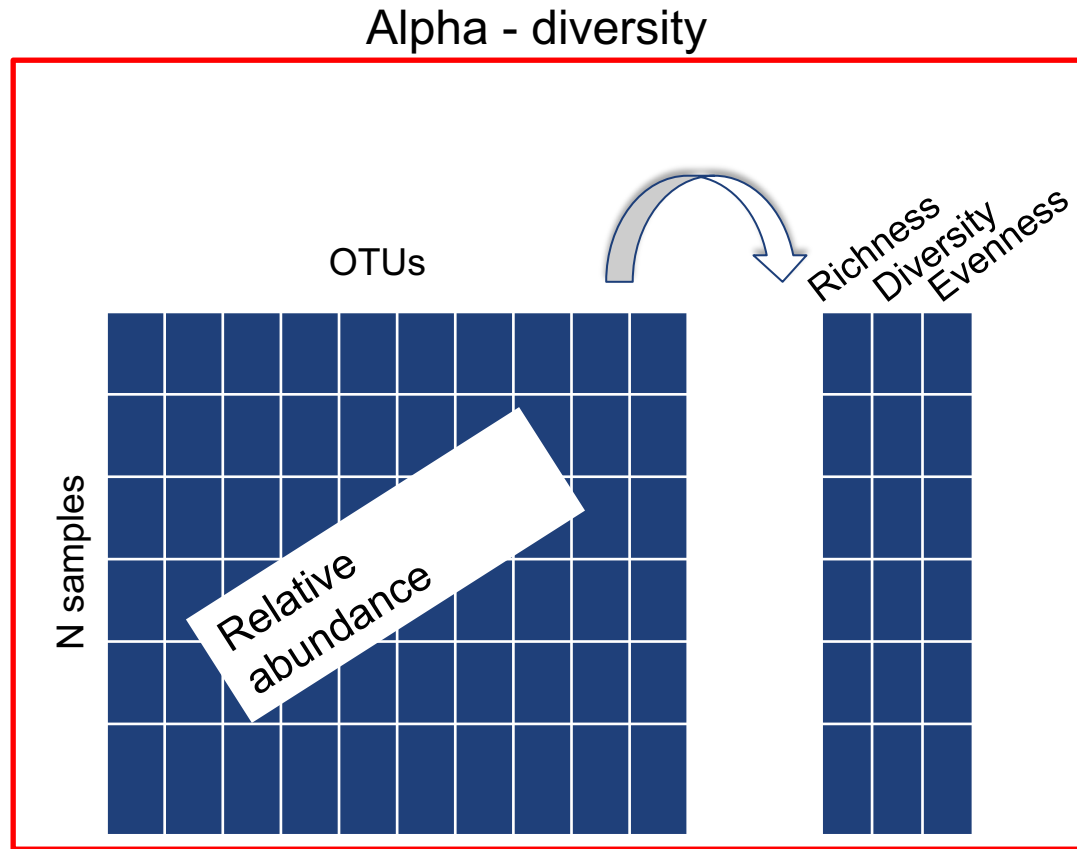 Alpha - diversity
OTUs
Richness
Diversity
Evenness
N samples
Relative
abundance